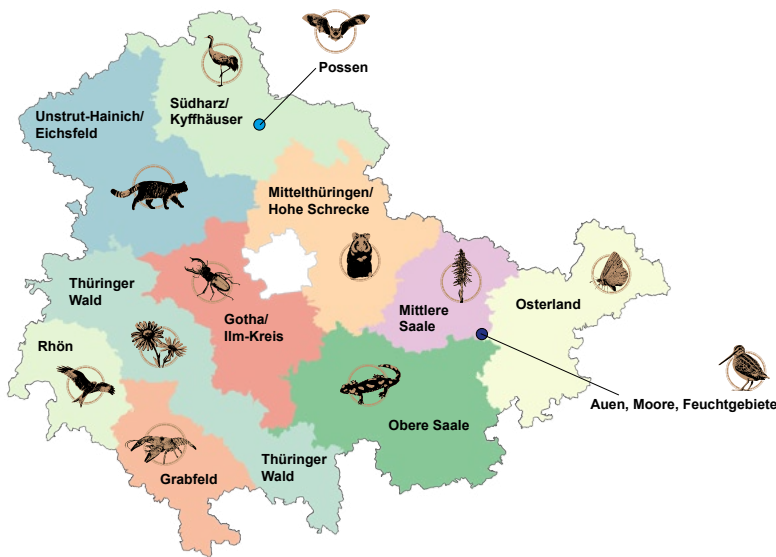 Possen
Südharz/
Kyffhäuser
Unstrut-Hainich/
Eichsfeld
Mittelthüringen/
Hohe Schrecke
Thüringer
Wald
Gotha/
Ilm-Kreis
Mittlere
Saale
Osterland
Rhön
Auen, Moore, Feuchtgebiete
Obere Saale
Grabfeld
Thüringer
Wald